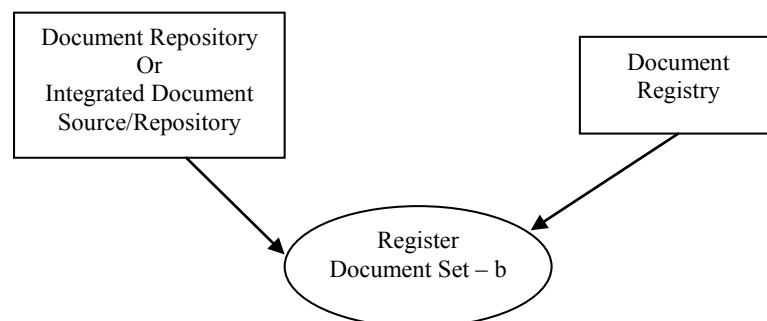 Document Repository
Or
Integrated Document
Source/Repository
Document
Registry
Register
Document Set – b